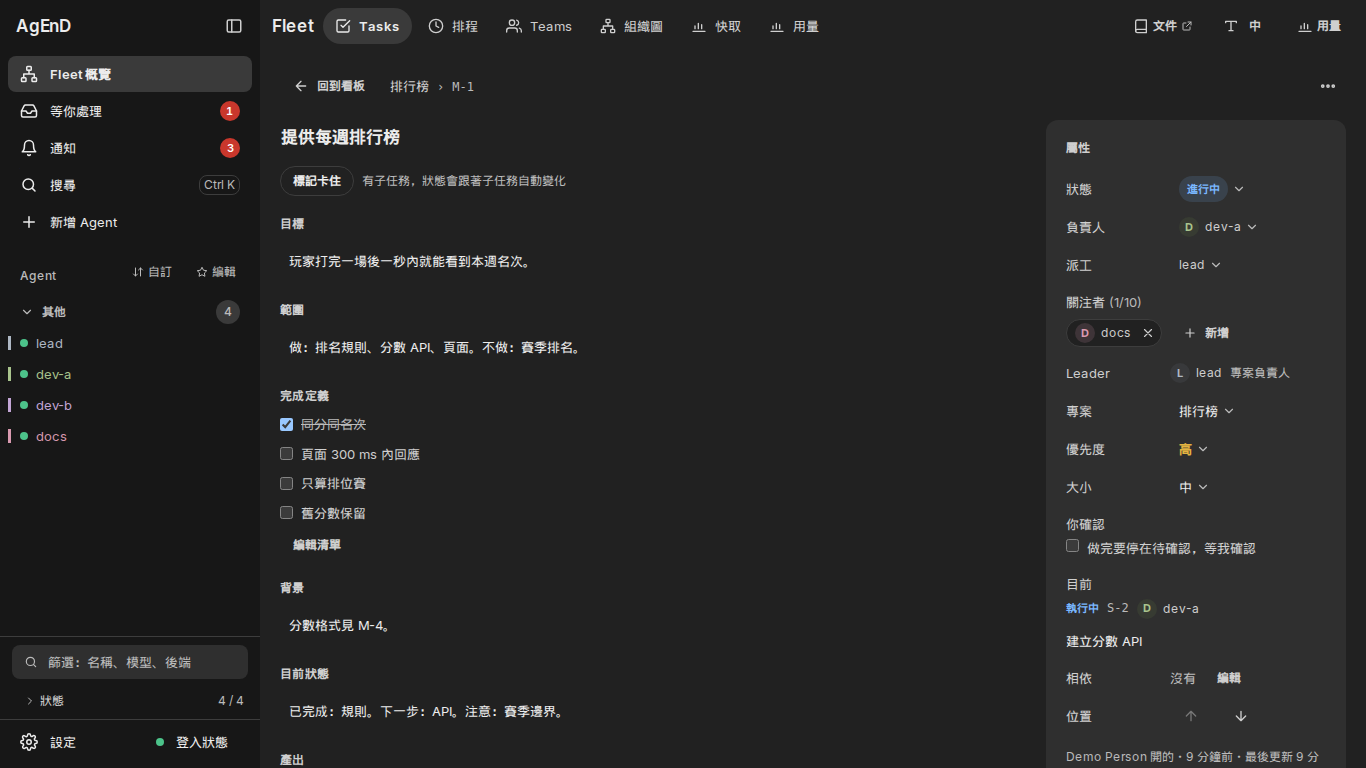 AgEnD
Fleet 概覽
等你處理 1
通知 3
搜尋 Ctrl K
新增 Agent
Agent 自訂 編輯
其他 4
lead
dev-a
dev-b
docs
篩選：名稱、模型、後端
狀態 4 / 4
設定 登入狀態
Fleet Tasks 排程 Teams 組織圖 快取 用量 文件 中 用量
回到看板 排行榜 › M-1
提供每週排行榜
標記卡住 有子任務，狀態會跟著子任務自動變化
目標
玩家打完一場後一秒內就能看到本週名次。
範圍
做：排名規則、分數 API、頁面。不做：賽季排名。
完成定義
同分同名次
頁面 300 ms 內回應
只算排位賽
舊分數保留
編輯清單
背景
分數格式見 M-4。
目前狀態
已完成：規則。下一步：API。注意：賽季邊界。
產出
屬性
狀態 進行中
負責人 D dev-a
派工 lead
關注者 (1/10)
D docs 新增
Leader L lead 專案負責人
專案 排行榜
優先度 高
大小 中
你確認
做完要停在待確認，等我確認
目前
執行中 S-2 D dev-a
建立分數 API
相依 沒有 編輯
位置
Demo Person 開的・9 分鐘前・最後更新 9 分